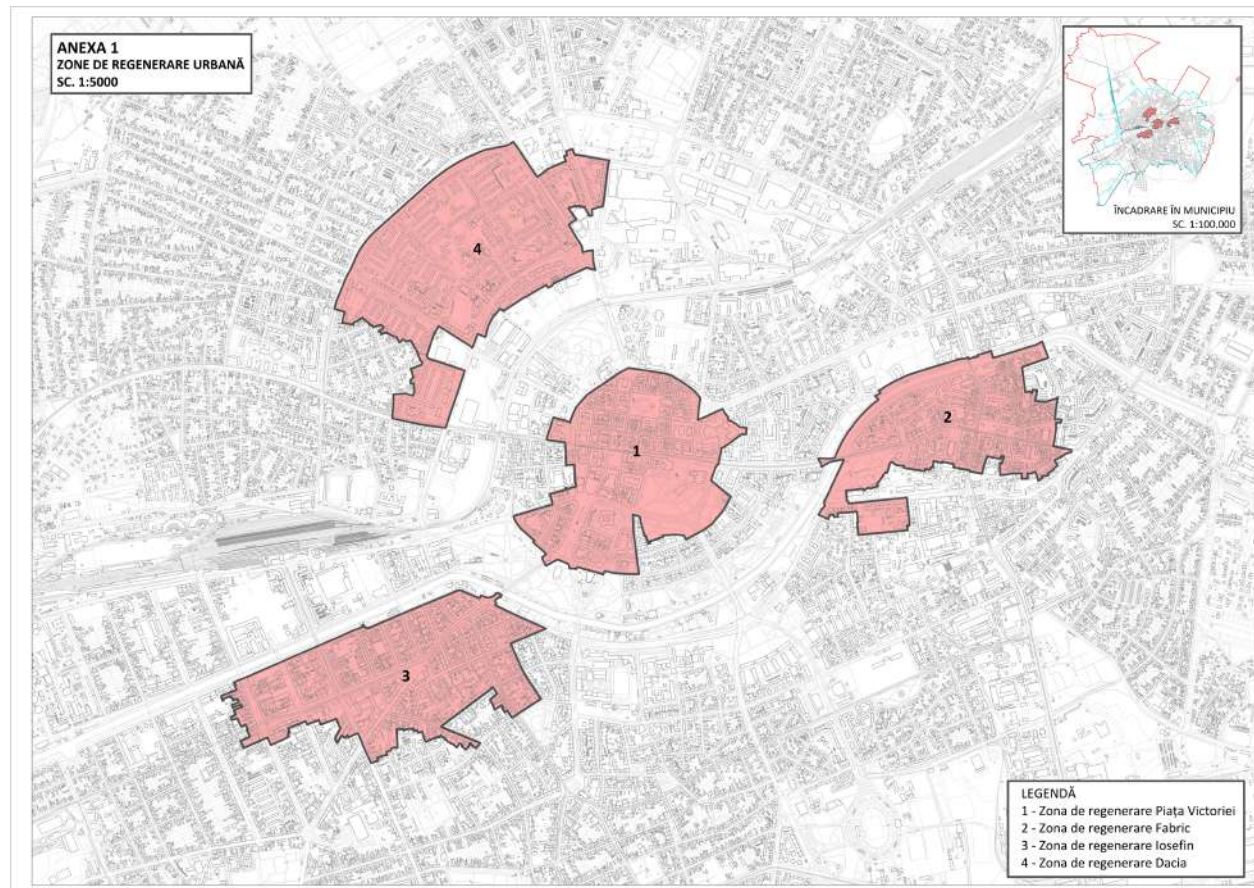 ANEXA 1
ZONE DE REGENERARE URBANĂ
SC. 1:5000
ÎNCADRARE ÎN MUNICIPIU
SC. 1:100.000
4
1
2
3
LEGENDĂ
1 - Zona de regenerare Piața Victoriei
2 - Zona de regenerare Fabric
3 - Zona de regenerare Iosefin
4 - Zona de regenerare Dacia